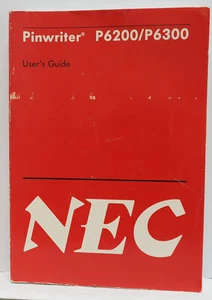 Pinwriter® P6200/P6300
User's Guide
NEC